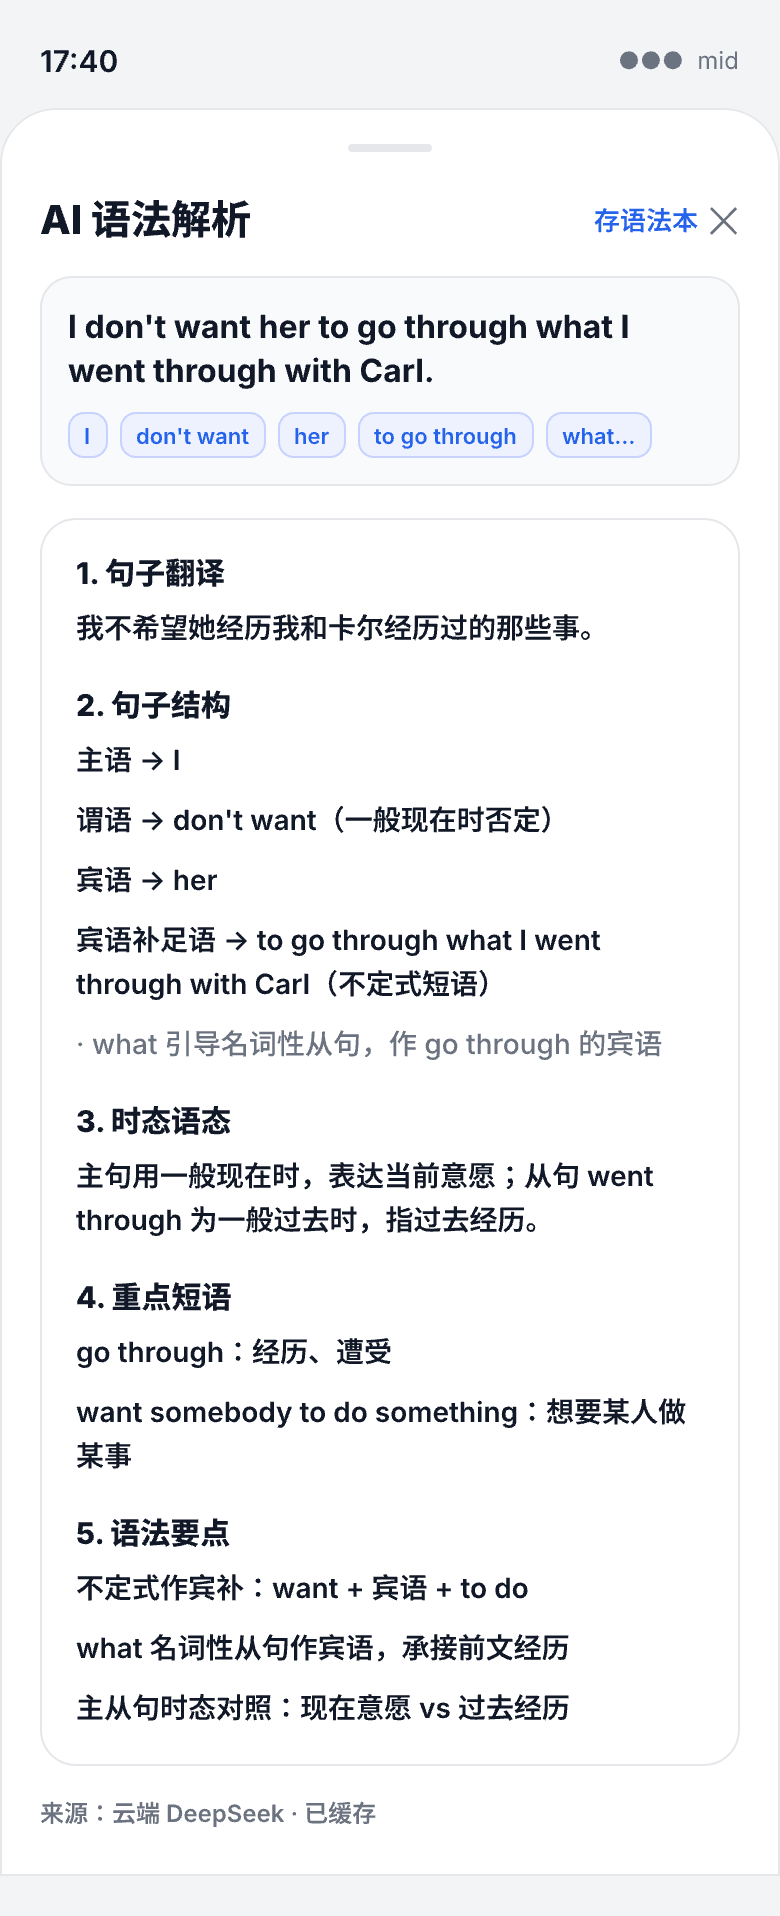 17:40
mid
AI 语法解析
存语法本
I don't want her to go through what I
went through with Carl.
I don't want her to go through what...
1. 句子翻译
我不希望她经历我和卡尔经历过的那些事。
2. 句子结构
主语 → I
谓语 → don't want（一般现在时否定）
宾语 → her
宾语补足语 → to go through what I went
through with Carl（不定式短语）
· what 引导名词性从句，作 go through 的宾语
3. 时态语态
主句用一般现在时，表达当前意愿；从句 went
through 为一般过去时，指过去经历。
4. 重点短语
go through：经历、遭受
want somebody to do something：想要某人做
某事
5. 语法要点
不定式作宾补：want + 宾语 + to do
what 名词性从句作宾语，承接前文经历
主从句时态对照：现在意愿 vs 过去经历
来源：云端 DeepSeek · 已缓存